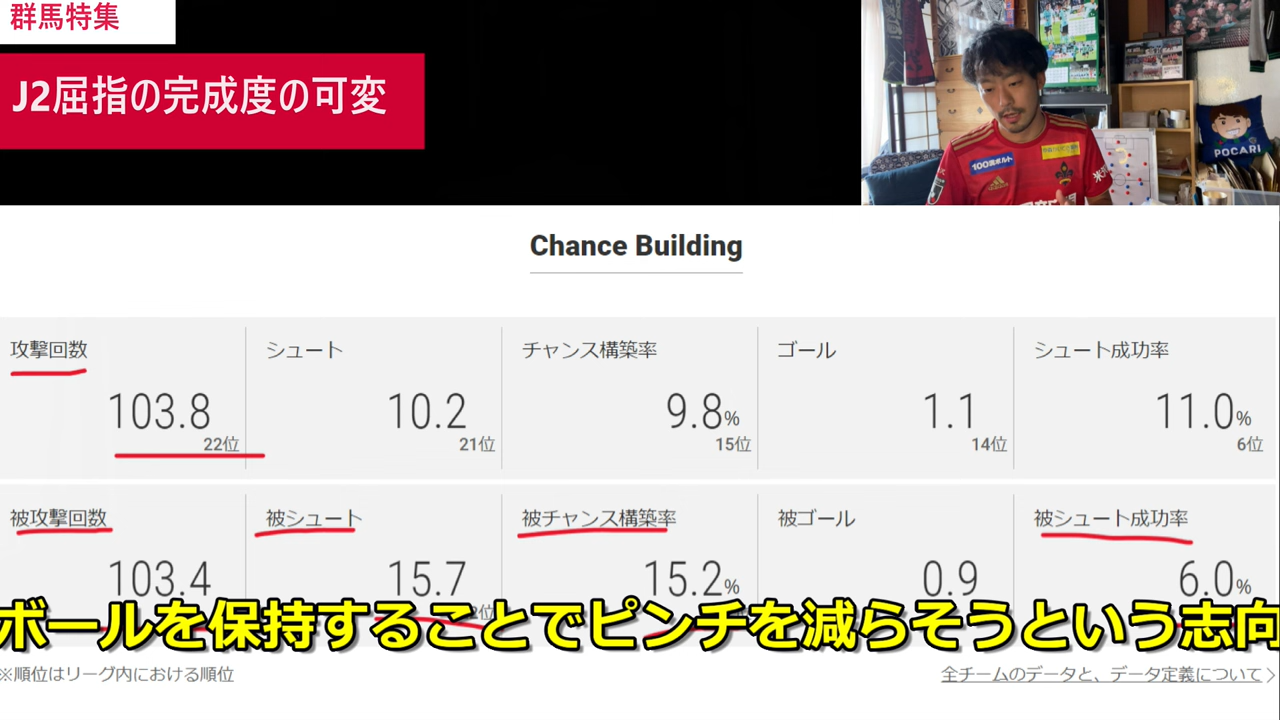 群馬特集
J2屈指の完成度の可変
POCARI
100満ボルト
Chance Building
攻撃回数
103.8
22位
シュート
10.2
21位
チャンス構築率
9.8%
15位
ゴール
1.1
14位
シュート成功率
11.0%
6位
被攻撃回数
103.4
被シュート
15.7
被チャンス構築率
15.2%
被ゴール
0.9
被シュート成功率
6.0%
ボールを保持することでピンチを減らそうという志向
※順位はリーグ内における順位
全チームのデータと、データ定義について